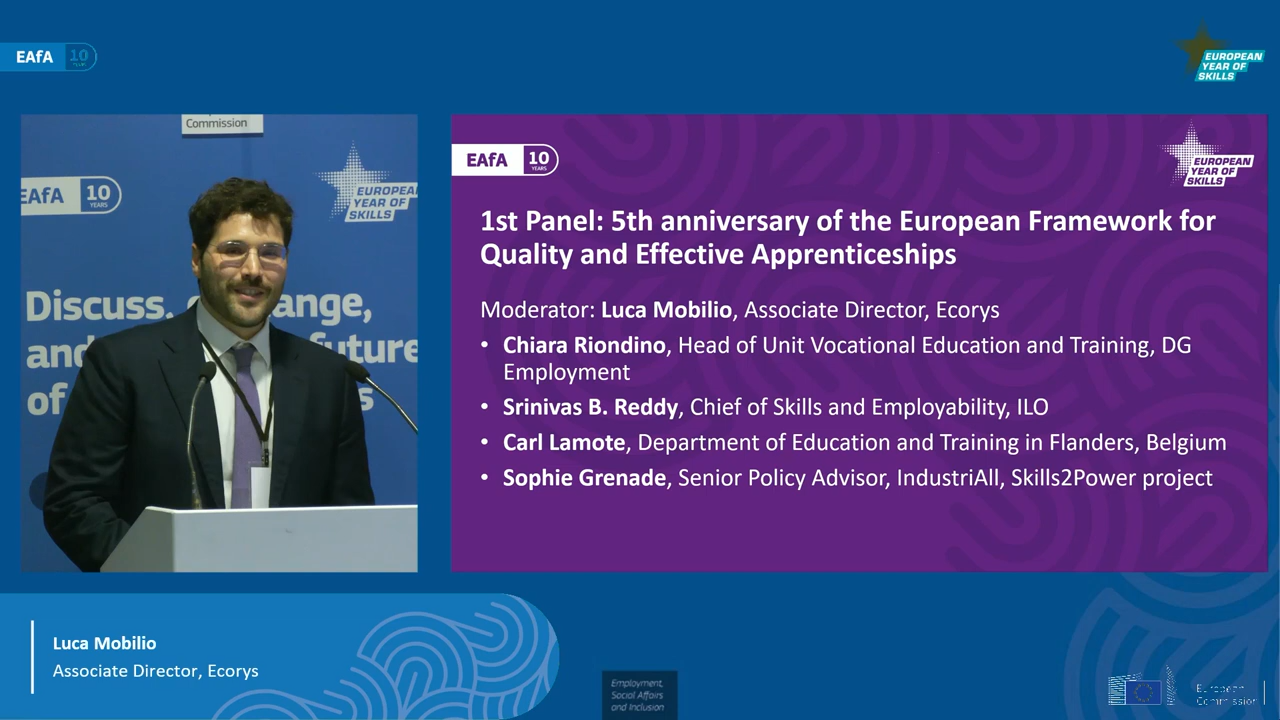 EAfA 10
YEARS
EUROPEAN
YEAR OF
SKILLS
Commission
EAfA 10
YEARS
EUROPEAN
YEAR OF
SKILLS
Discuss,
ange,
and
future
of
s
EAfA 10
YEARS
EUROPEAN
YEAR OF
SKILLS
1st Panel: 5th anniversary of the European Framework for
Quality and Effective Apprenticeships
Moderator: Luca Mobilio, Associate Director, Ecorys
• Chiara Riondino, Head of Unit Vocational Education and Training, DG
Employment
• Srinivas B. Reddy, Chief of Skills and Employability, ILO
• Carl Lamote, Department of Education and Training in Flanders, Belgium
• Sophie Grenade, Senior Policy Advisor, IndustriAll, Skills2Power project
Luca Mobilio
Associate Director, Ecorys
Employment,
Social Affairs
and Inclusion
European
Commission